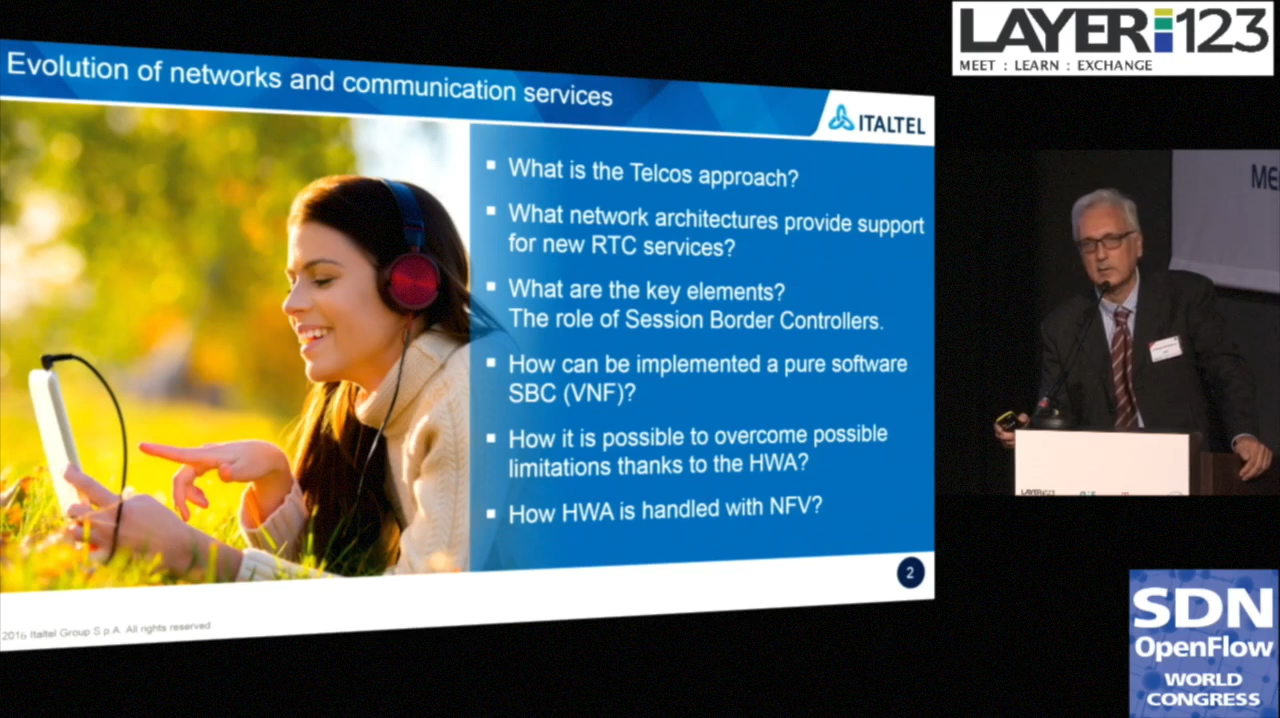 Evolution of networks and communication services
ITALTEL
▪ What is the Telcos approach?
▪ What network architectures provide support
for new RTC services?
▪ What are the key elements?
The role of Session Border Controllers.
▪ How can be implemented a pure software
SBC (VNF)?
▪ How it is possible to overcome possible
limitations thanks to the HWA?
▪ How HWA is handled with NFV?
2
2016 Italtel Group S.p.A. All rights reserved
LAYER123
MEET : LEARN : EXCHANGE
ME
LAYER123
SDN
OpenFlow
WORLD
CONGRESS